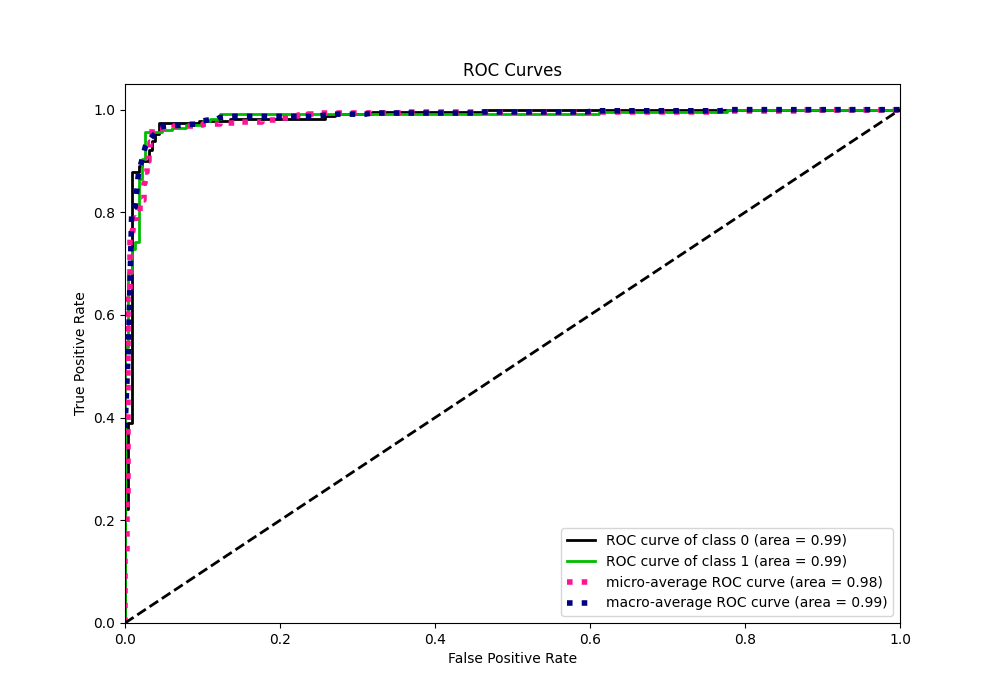 ROC Curves
1.0
0.8
0.6
0.4
0.2
0.0
True Positive Rate
ROC curve of class 0 (area = 0.99)
ROC curve of class 1 (area = 0.99)
micro-average ROC curve (area = 0.98)
macro-average ROC curve (area = 0.99)
0.0 0.2 0.4 0.6 0.8 1.0
False Positive Rate